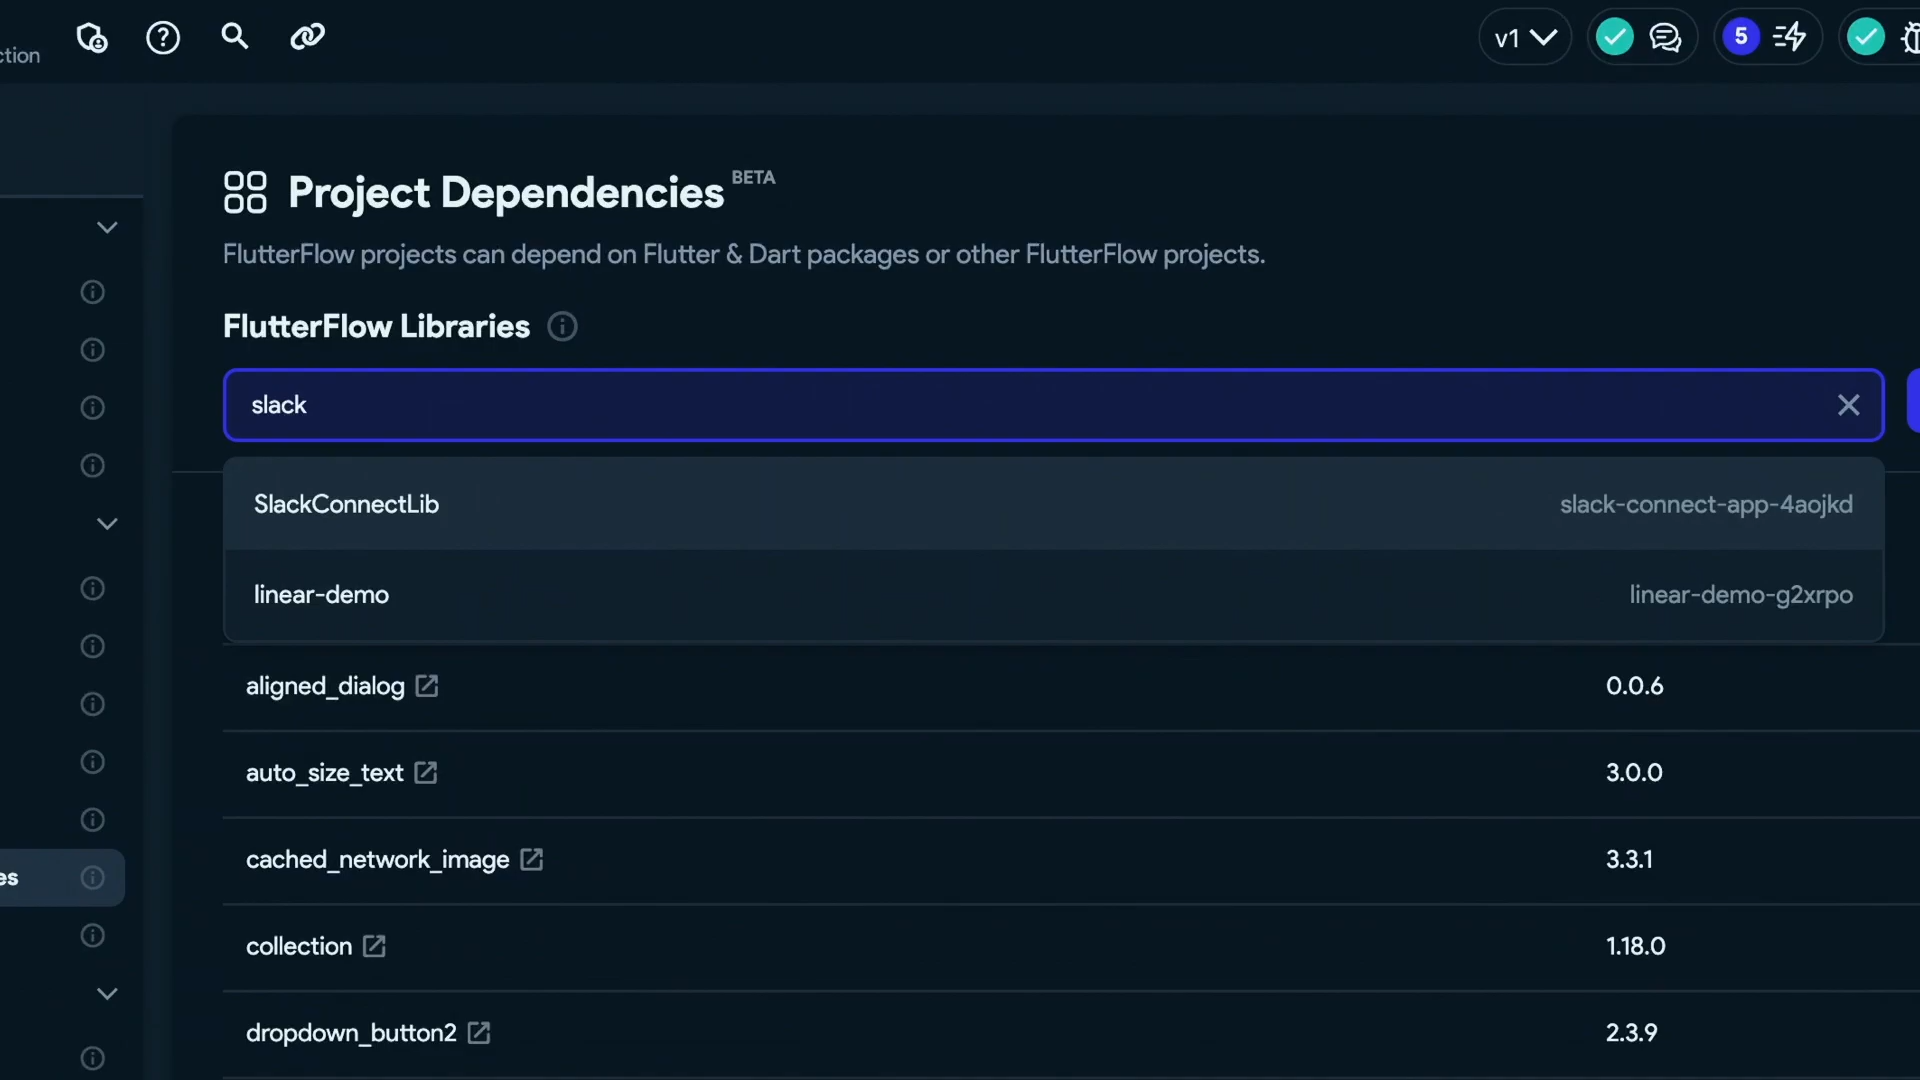 ction
v1
5
Project Dependencies BETA
FlutterFlow projects can depend on Flutter & Dart packages or other FlutterFlow projects.
FlutterFlow Libraries
slack
SlackConnectLib slack-connect-app-4aojkd
linear-demo linear-demo-g2xrpo
aligned_dialog 0.0.6
auto_size_text 3.0.0
cached_network_image 3.3.1
es
collection 1.18.0
dropdown_button2 2.3.9